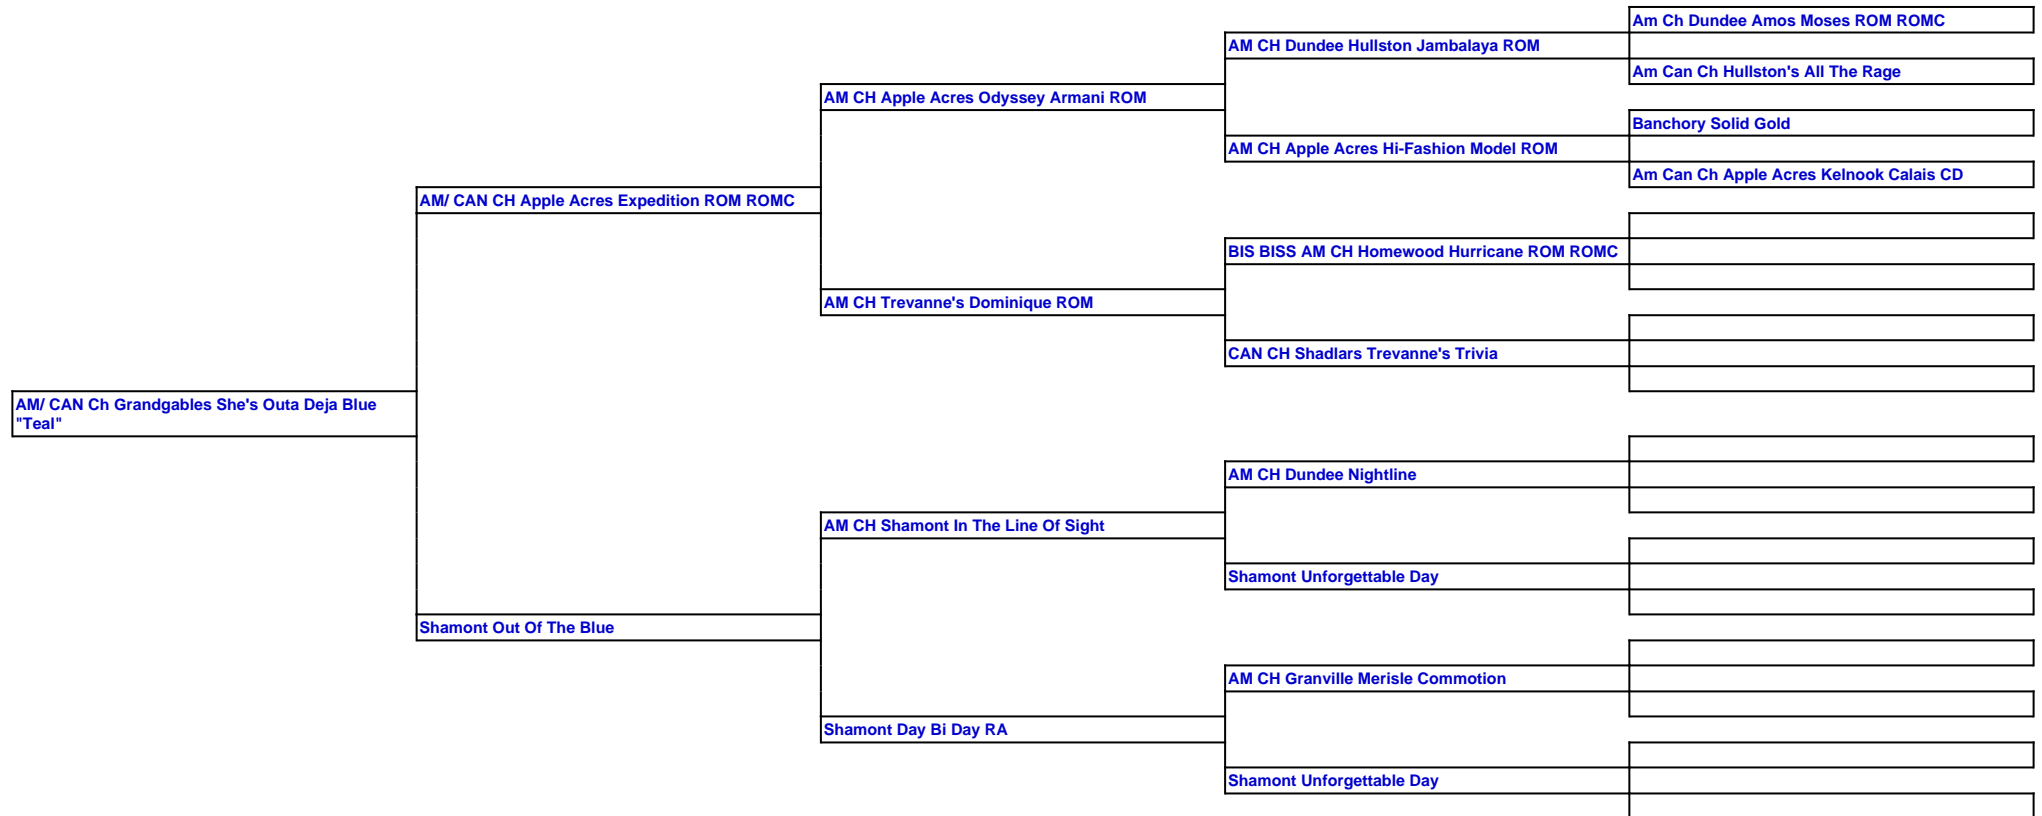 Am Ch Dundee Amos Moses ROM ROMC
AM CH Dundee Hullston Jambalaya ROM
Am Can Ch Hullston's All The Rage
AM CH Apple Acres Odyssey Armani ROM
Banchory Solid Gold
AM CH Apple Acres Hi-Fashion Model ROM
Am Can Ch Apple Acres Kelnook Calais CD
AM/ CAN CH Apple Acres Expedition ROM ROMC
BIS BISS AM CH Homewood Hurricane ROM ROMC
AM CH Trevanne's Dominique ROM
CAN CH Shadlars Trevanne's Trivia
AM/ CAN Ch Grandgables She's Outa Deja Blue
"Teal"
AM CH Dundee Nightline
AM CH Shamont In The Line Of Sight
Shamont Unforgettable Day
Shamont Out Of The Blue
AM CH Granville Merisle Commotion
Shamont Day Bi Day RA
Shamont Unforgettable Day